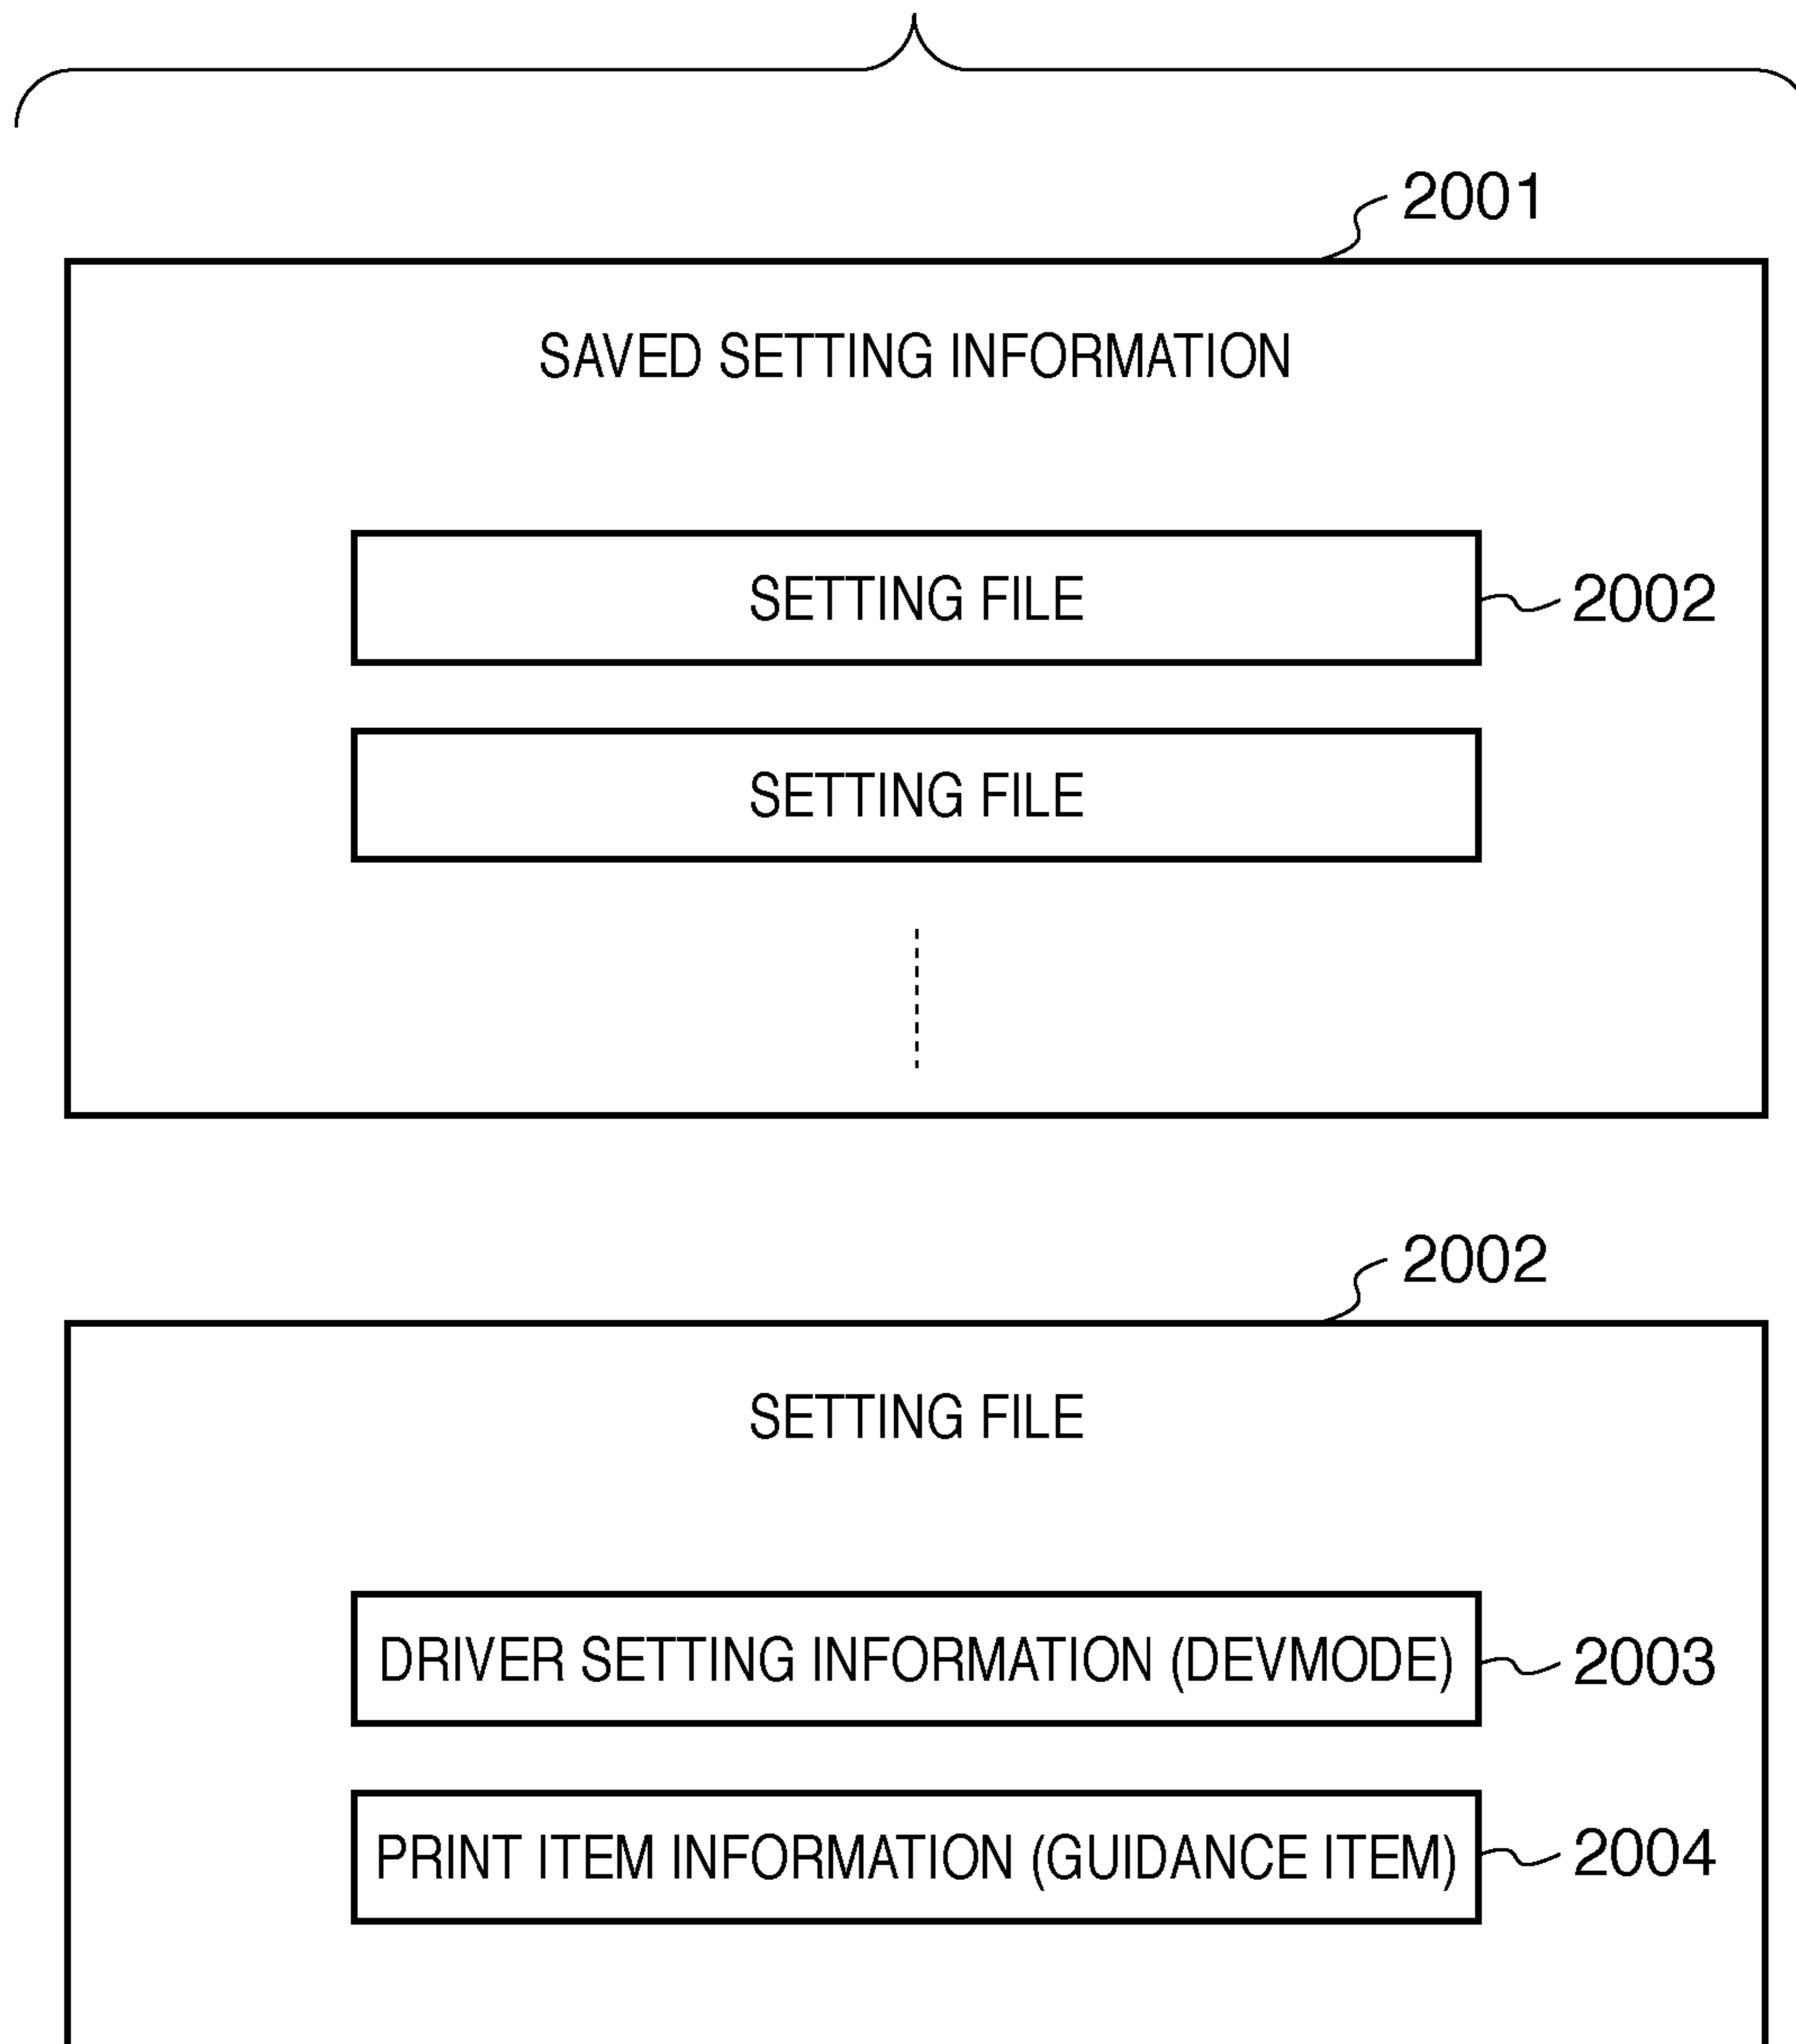 2001
SAVED SETTING INFORMATION
SETTING FILE
2002
SETTING FILE
2002
SETTING FILE
DRIVER SETTING INFORMATION (DEVMODE)
2003
PRINT ITEM INFORMATION (GUIDANCE ITEM)
2004